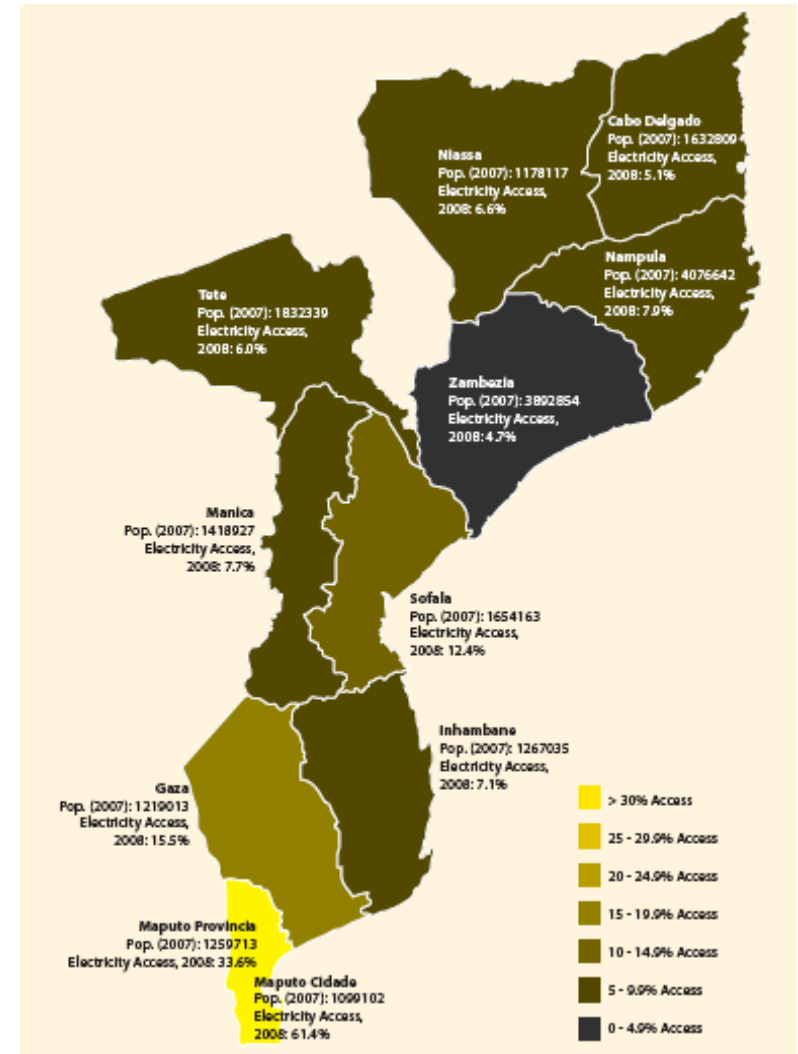 Cabo Delgado
Pop. (2007): 1632809
Electricity Access,
2008: 5.1%
Niassa
Pop. (2007): 1178117
Electricity Access,
2008: 6.6%
Nampula
Pop. (2007): 4076642
Electricity Access,
2008: 7.9%
Tete
Pop. (2007): 1832339
Electricity Access,
2008: 6.0%
Zambezia
Pop. (2007): 3892854
Electricity Access,
2008: 4.7%
Manica
Pop. (2007): 1418927
Electricity Access,
2008: 7.7%
Sofala
Pop. (2007): 1654163
Electricity Access,
2008: 12.4%
Inhambane
Pop. (2007): 1267035
Electricity Access,
2008: 7.1%
Gaza
Pop. (2007): 1219013
Electricity Access,
2008: 15.5%
Maputo Provincia
Pop. (2007): 1259713
Electricity Access, 2008: 33.6%
Maputo Cidade
Pop. (2007): 1099102
Electricity Access,
2008: 61.4%
> 30% Access
25 - 29.9% Access
20 - 24.9% Access
15 - 19.9% Access
10 - 14.9% Access
5 - 9.9% Access
0 - 4.9% Access